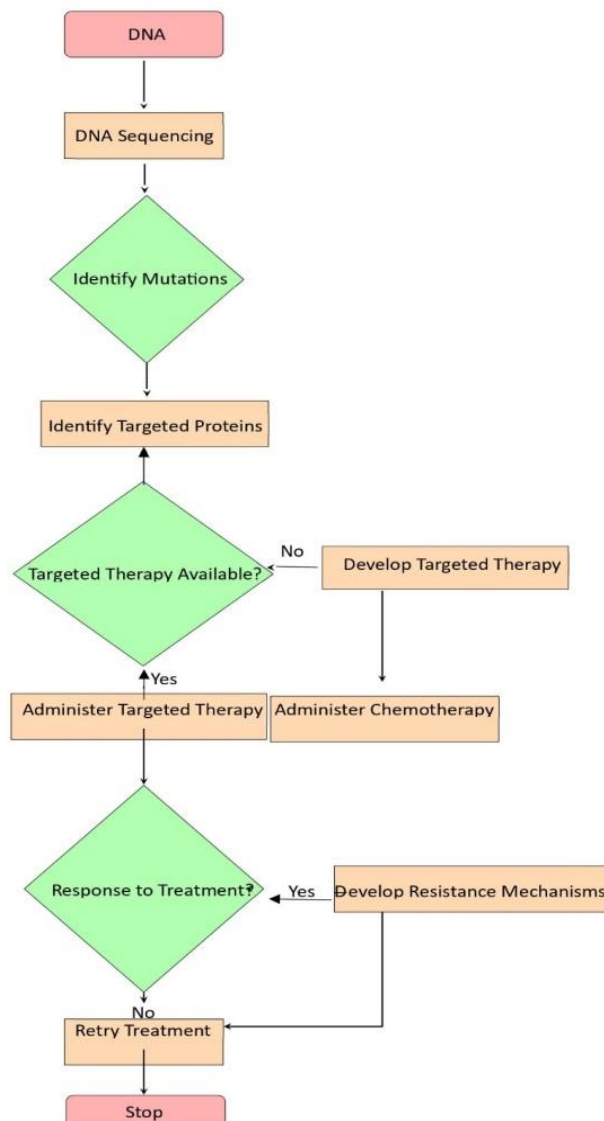 DNA
DNA Sequencing
Identify Mutations
Identify Targeted Proteins
No
Develop Targeted Therapy
Targeted Therapy Available?
Yes
Administer Targeted Therapy
Administer Chemotherapy
Response to Treatment?
Yes
Develop Resistance Mechanisms
No
Retry Treatment
Stop